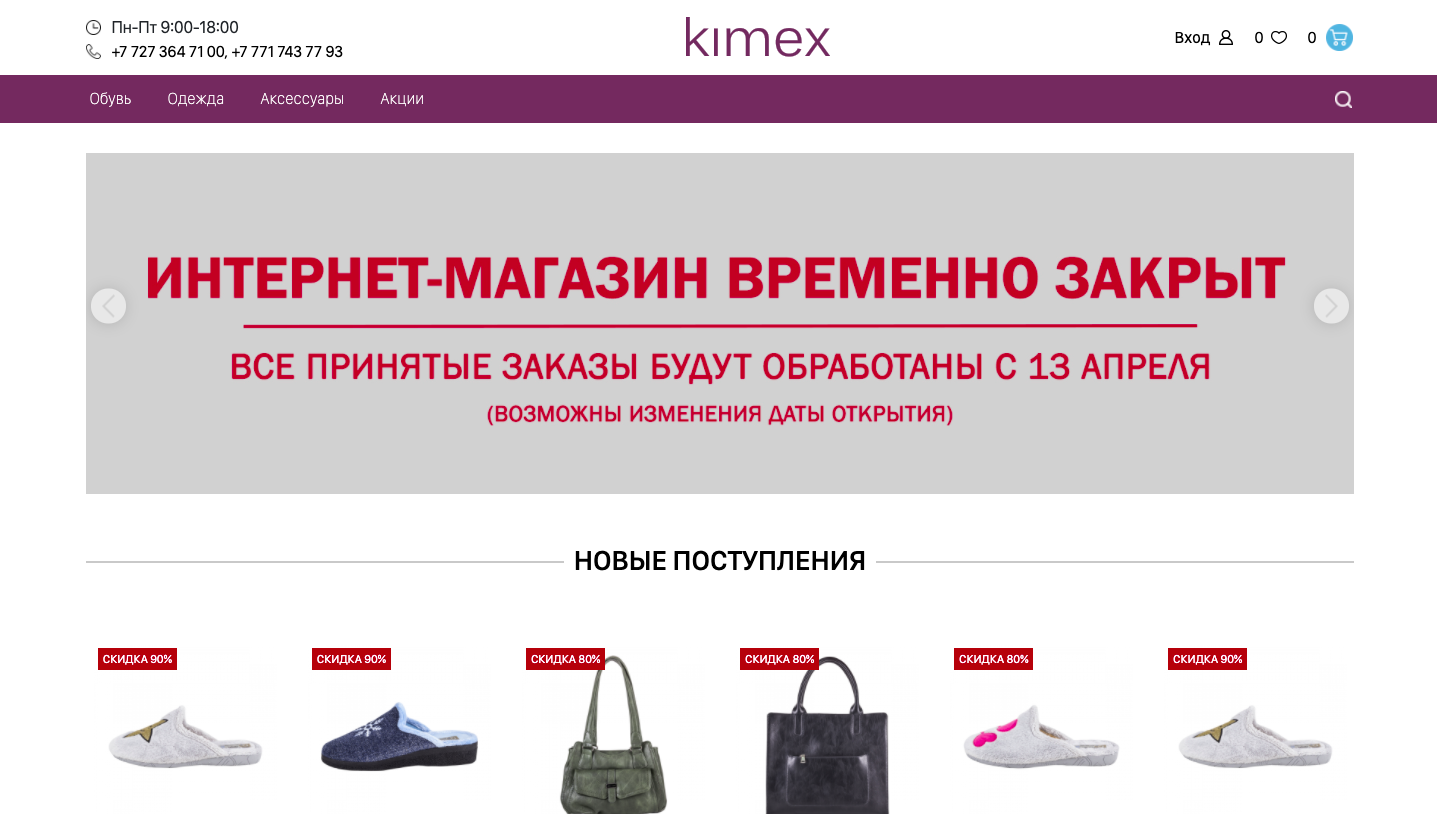 Пн-Пт 9:00-18:00
+7 727 364 71 00, +7 771 743 77 93
kimex
Вход 0 0
Обувь Одежда Аксессуары Акции
ИНТЕРНЕТ-МАГАЗИН ВРЕМЕННО ЗАКРЫТ
ВСЕ ПРИНЯТЫЕ ЗАКАЗЫ БУДУТ ОБРАБОТАНЫ С 13 АПРЕЛЯ
(ВОЗМОЖНЫ ИЗМЕНЕНИЯ ДАТЫ ОТКРЫТИЯ)
НОВЫЕ ПОСТУПЛЕНИЯ
СКИДКА 90% СКИДКА 90% СКИДКА 80% СКИДКА 80% СКИДКА 80% СКИДКА 90%